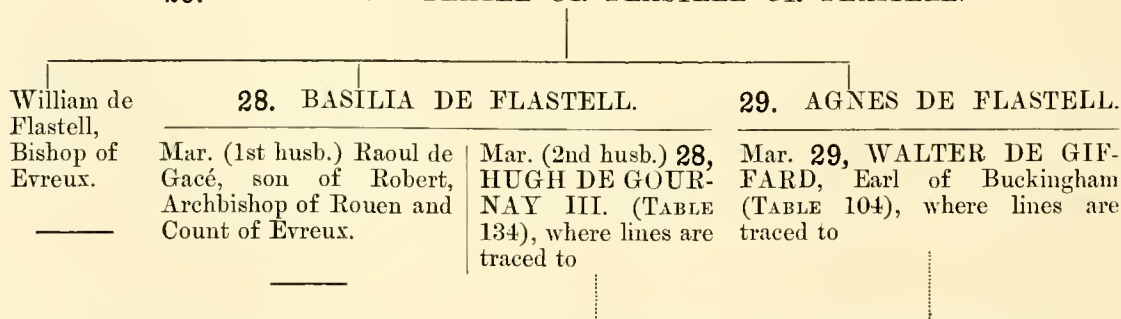 William de
Flastell,
Bishop of
Evreux.
28. BASILIA DE FLASTELL.
Mar. (1st husb.) Raoul de
Gacé, son of Robert,
Archbishop of Rouen and
Count of Evreux.
Mar. (2nd husb.) 28,
HUGH DE GOUR-
NAY III. (TABLE
134), where lines are
traced to
29. AGNES DE FLASTELL.
Mar. 29, WALTER DE GIF-
FARD, Earl of Buckingham
(TABLE 104), where lines are
traced to